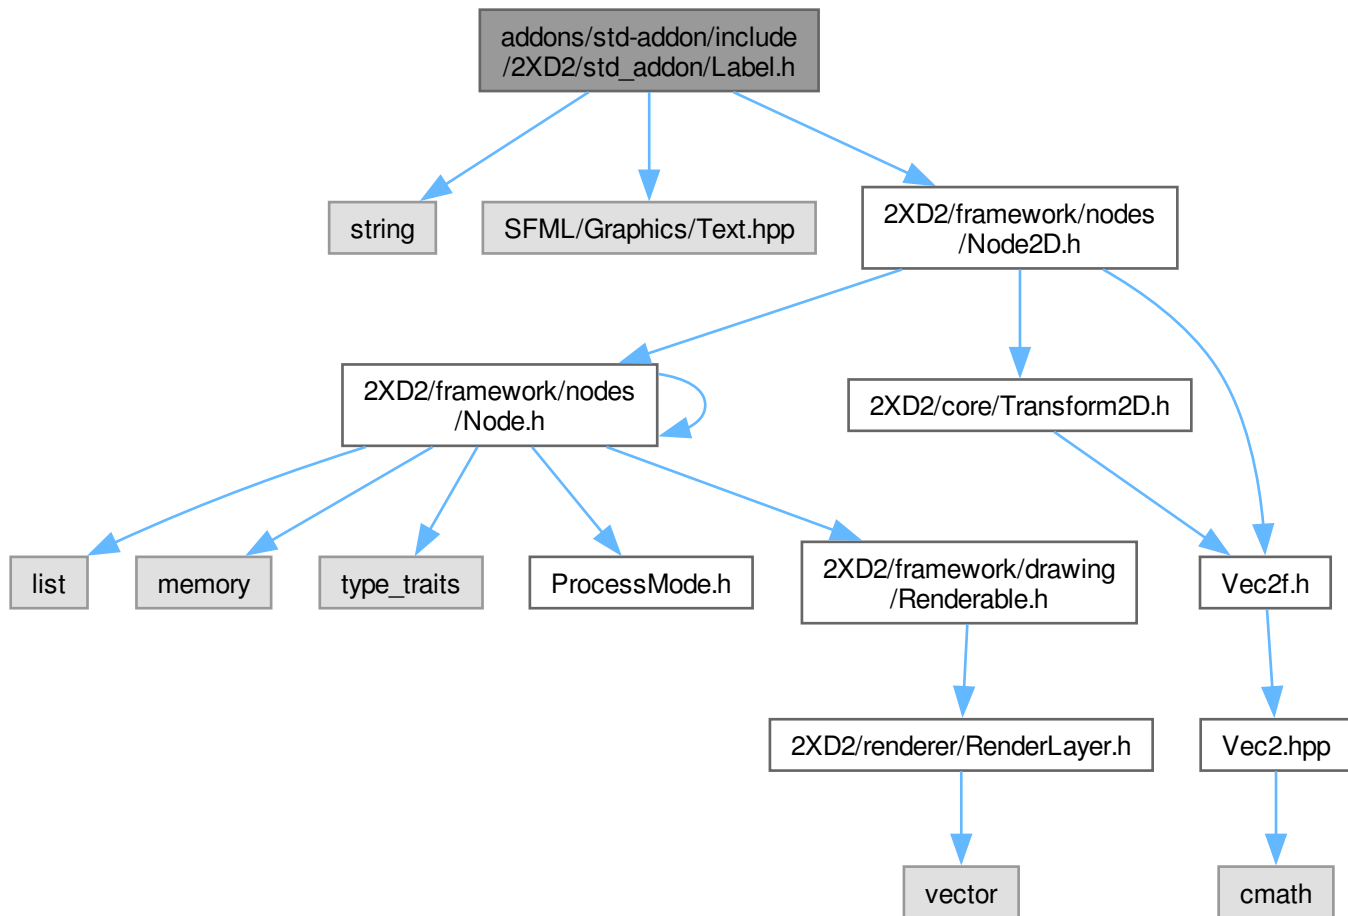 addons/std-addon/include
/2XD2/std_addon/Label.h
string
SFML/Graphics/Text.hpp
2XD2/framework/nodes
/Node2D.h
2XD2/framework/nodes
/Node.h
2XD2/core/Transform2D.h
list
memory
type_traits
ProcessMode.h
2XD2/framework/drawing
/Renderable.h
Vec2f.h
2XD2/renderer/RenderLayer.h
Vec2.hpp
vector
cmath